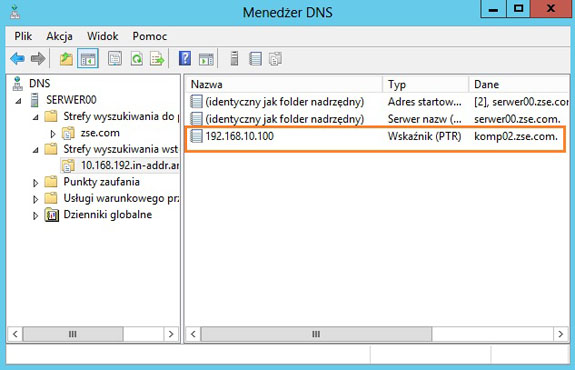 Menedżer DNS
Plik Akcja Widok Pomoc
DNS
SERWER00
Strefy wyszukiwania do p
zse.com
Strefy wyszukiwania wst
10.168.192.in-addr.ar
Punkty zaufania
Usługi warunkowego prz
Dzienniki globalne
Nazwa Typ Dane
(identyczny jak folder nadrzędny) Adres startow... [2], serwer00.zse.com
(identyczny jak folder nadrzędny) Serwer nazw (... serwer00.zse.com.
192.168.10.100 Wskaźnik (PTR) komp02.zse.com.